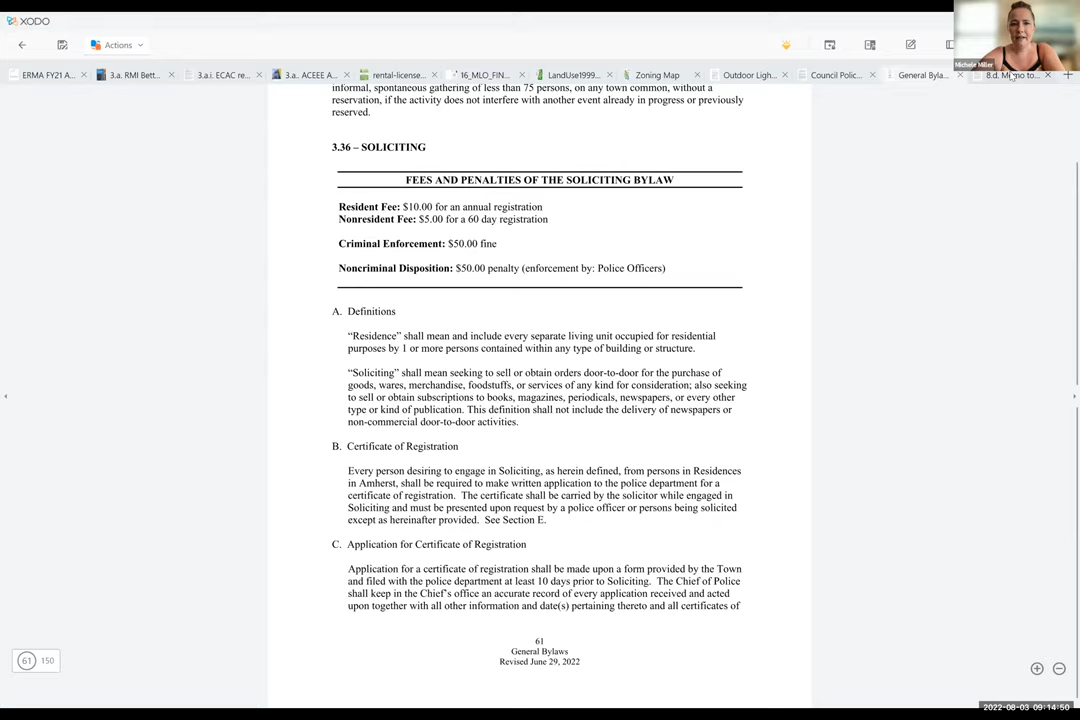 XODO
Actions
Michele Miller
ERMA FY21 A...
3.a. RMI Bett...
3.a.i. ECAC re...
3.a. ACEEE A...
rental-license...
16_MLO_FIN...
LandUse1999...
Zoning Map
Outdoor Ligh...
Council Polic...
General Byla...
8.d. Memo to...
informal, spontaneous gathering of less than 75 persons, on any town common, without a
reservation, if the activity does not interfere with another event already in progress or previously
reserved.
3.36 – SOLICITING
FEES AND PENALTIES OF THE SOLICITING BYLAW
Resident Fee: $10.00 for an annual registration
Nonresident Fee: $5.00 for a 60 day registration
Criminal Enforcement: $50.00 fine
Noncriminal Disposition: $50.00 penalty (enforcement by: Police Officers)
A. Definitions
“Residence” shall mean and include every separate living unit occupied for residential
purposes by 1 or more persons contained within any type of building or structure.
“Soliciting” shall mean seeking to sell or obtain orders door-to-door for the purchase of
goods, wares, merchandise, foodstuffs, or services of any kind for consideration; also seeking
to sell or obtain subscriptions to books, magazines, periodicals, newspapers, or every other
type or kind of publication. This definition shall not include the delivery of newspapers or
non-commercial door-to-door activities.
B. Certificate of Registration
Every person desiring to engage in Soliciting, as herein defined, from persons in Residences
in Amherst, shall be required to make written application to the police department for a
certificate of registration. The certificate shall be carried by the solicitor while engaged in
Soliciting and must be presented upon request by a police officer or persons being solicited
except as hereinafter provided. See Section E.
C. Application for Certificate of Registration
Application for a certificate of registration shall be made upon a form provided by the Town
and filed with the police department at least 10 days prior to Soliciting. The Chief of Police
shall keep in the Chief’s office an accurate record of every application received and acted
upon together with all other information and date(s) pertaining thereto and all certificates of
61
General Bylaws
Revised June 29, 2022
61 150
2022-08-03 09:14:50